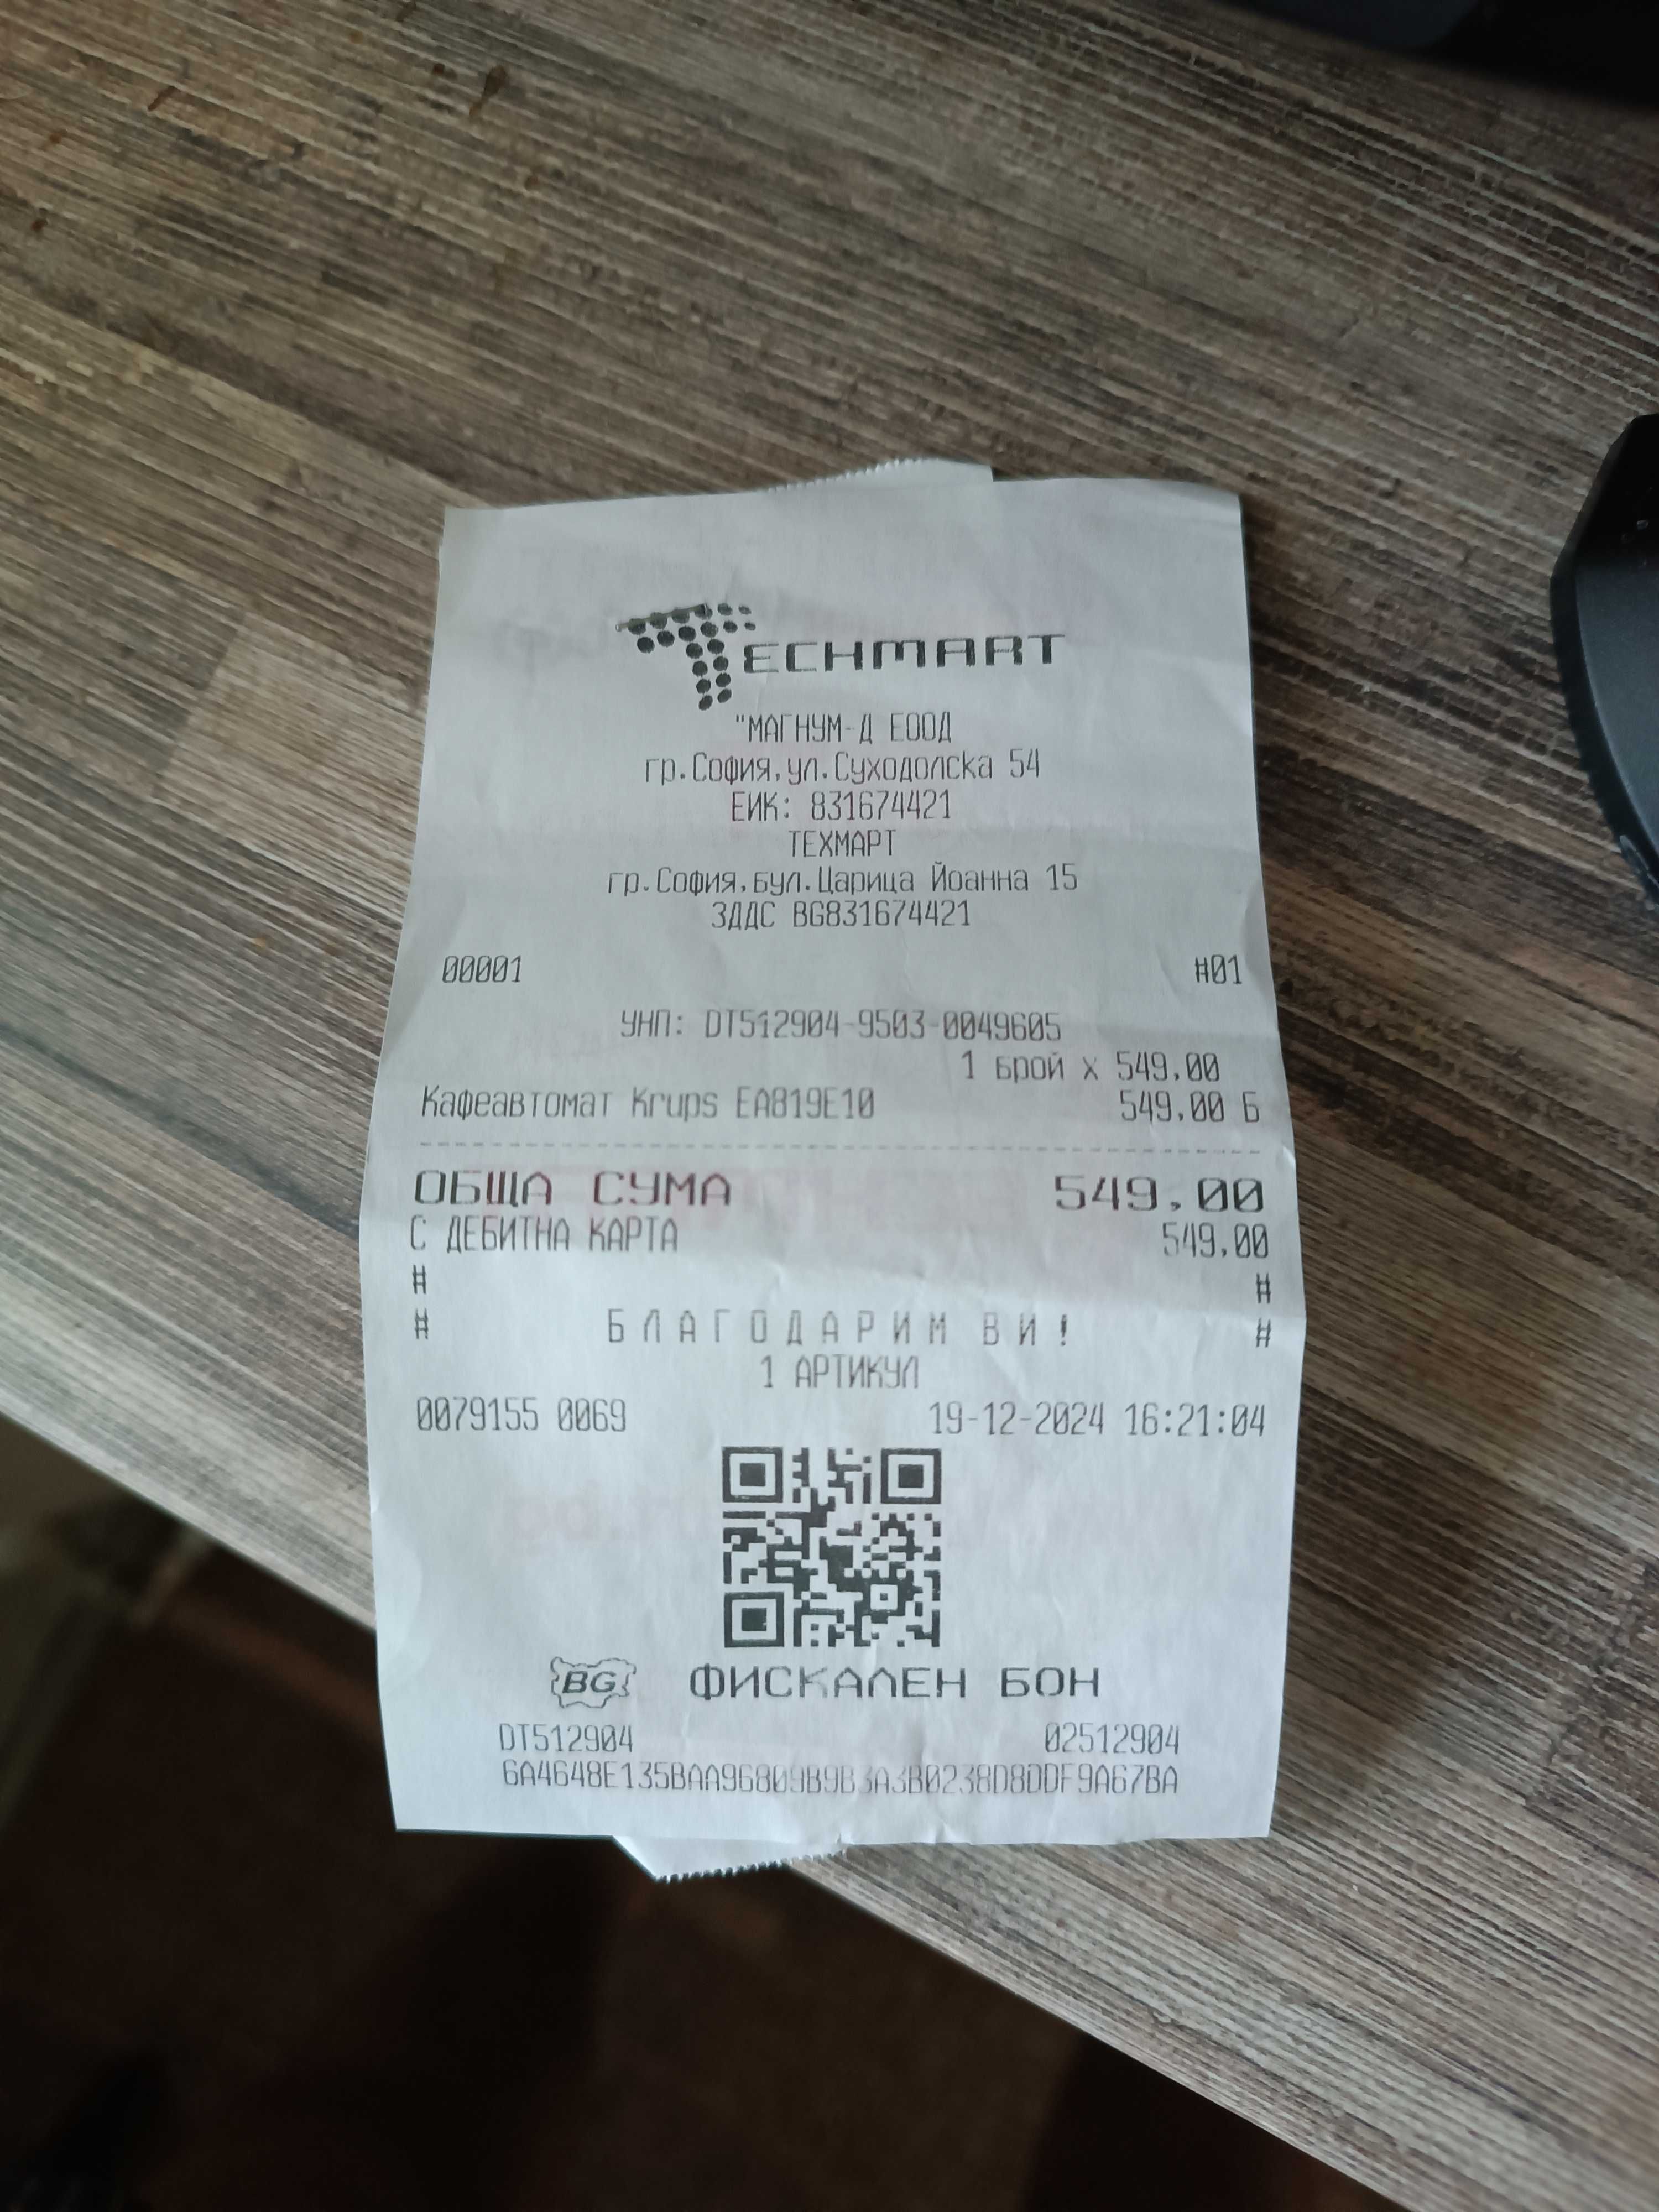 TECHMART
"МАГНУМ-Д ЕООД
гр.София,ул.Суходолска 54
ЕИК: 831674421
ТЕХМАРТ
гр.София,бул.Царица Йоанна 15
ЗДДС BG831674421
00001 #01
УНП: DT512904-9503-0049605
1 брой x 549,00
Кафеавтомат Krups EA819E10 549,00 Б
ОБЩА СУМА 549,00
С ДЕБИТНА КАРТА 549,00
# #
# БЛАГОДАРИМ ВИ! #
1 АРТИКУЛ
0079155 0069 19-12-2024 16:21:04
BG ФИСКАЛЕН БОН
DT512904 02512904
6A4648E135BAA96809B9B3A3B0238D8DDF9A67BA